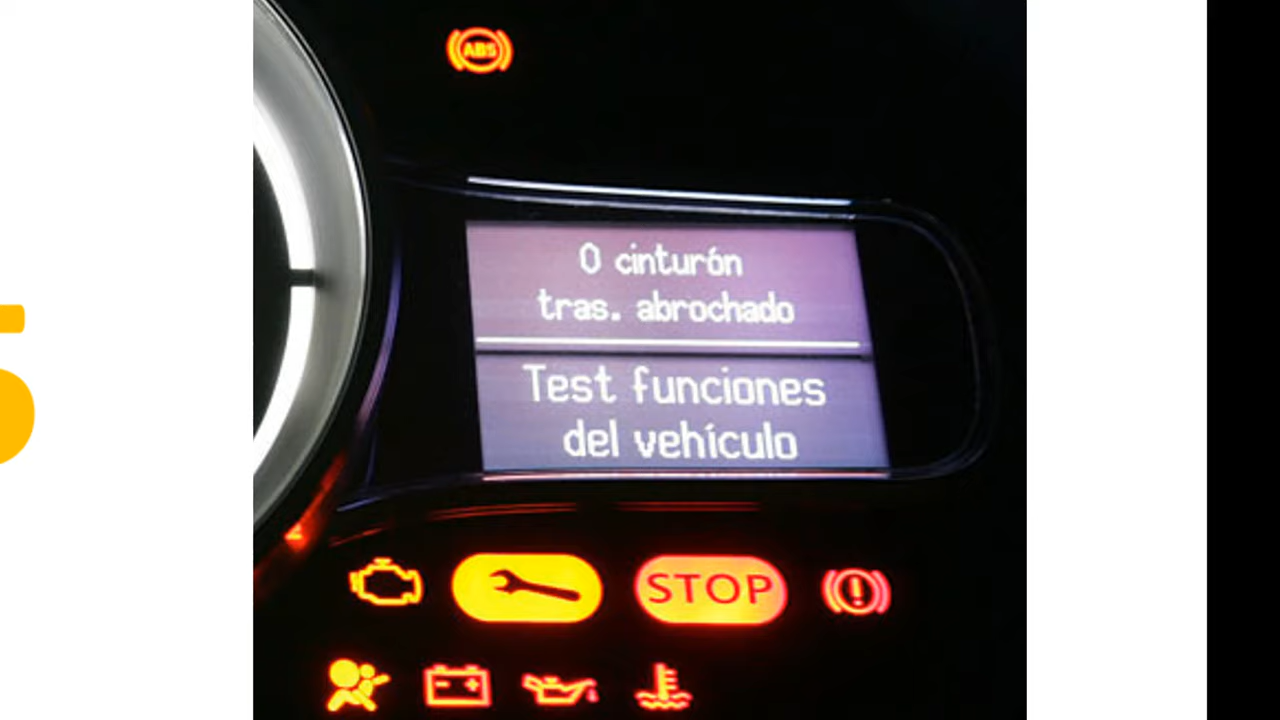 ABS
0 cinturón
tras. abrochado
Test funciones
del vehículo
STOP